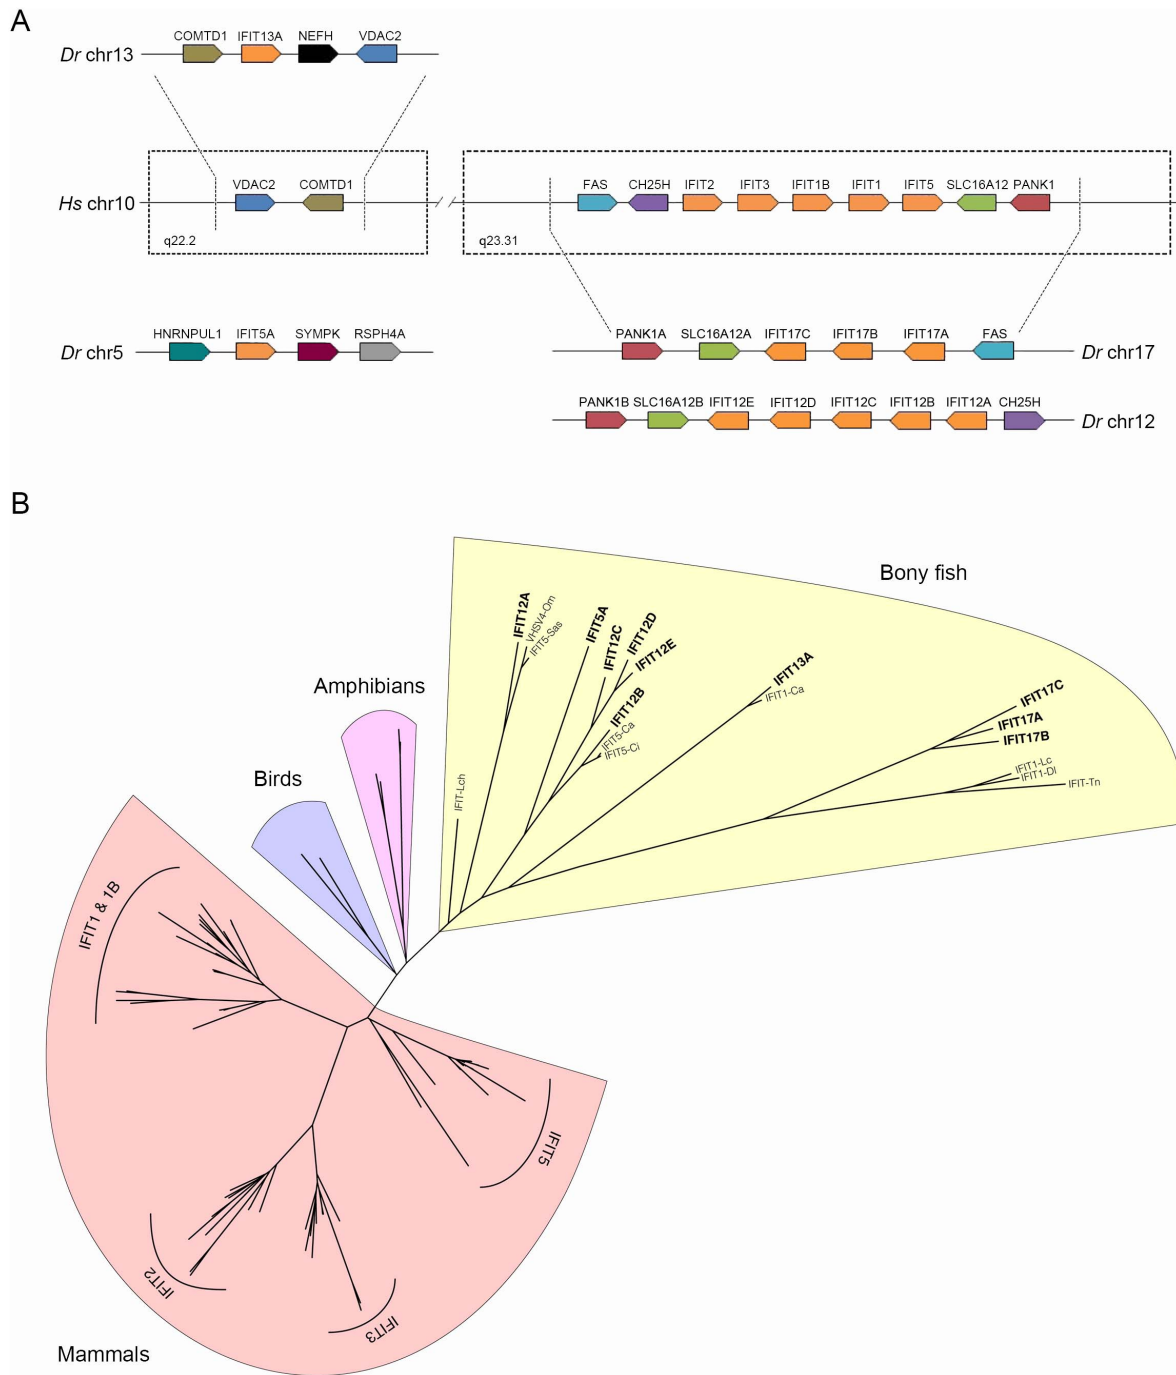 A
COMTD1 IFIT13A NEFH VDAC2
Dr chr13
VDAC2 COMTD1 FAS CH25H IFIT2 IFIT3 IFIT1B IFIT1 IFIT5 SLC16A12 PANK1
Hs chr10
q22.2 q23.31
HNRNPUL1 IFIT5A SYMPK RSPH4A PANK1A SLC16A12A IFIT17C IFIT17B IFIT17A FAS
Dr chr5 Dr chr17
PANK1B SLC16A12B IFIT12E IFIT12D IFIT12C IFIT12B IFIT12A CH25H
Dr chr12
B
Bony fish
IFIT12A
VHSV4-Om
IFIT5-Sas
IFIT5A
IFIT12C
IFIT12D
IFIT12E
IFIT12B
IFIT5-Ca
IFIT5-Ci
IFIT13A
IFIT1-Ca
IFIT17C
IFIT17A
IFIT17B
IFIT1-Lc
IFIT1-Dl
IFIT-Tn
IFIT-Lch
Amphibians
Birds
IFIT1 & 1B
IFIT5
IFIT2
IFIT3
Mammals